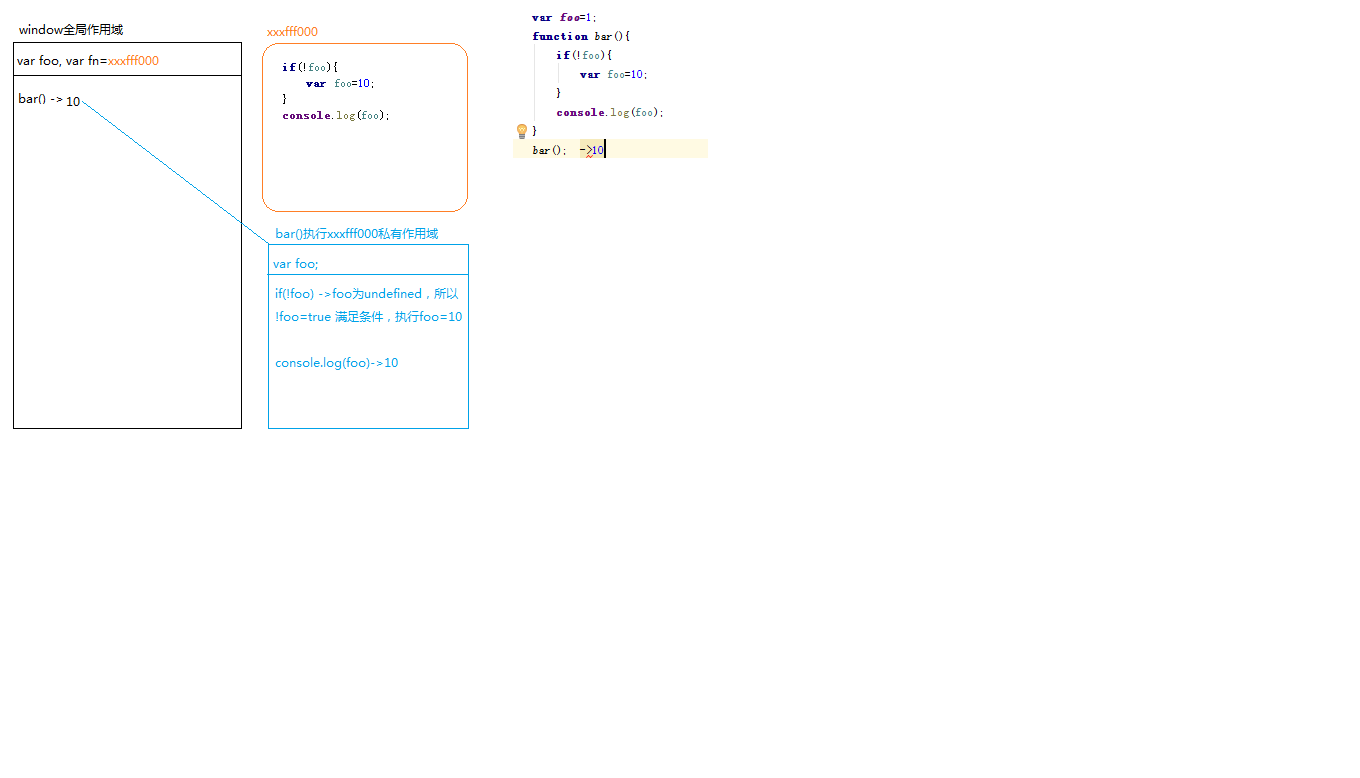 window全局作用域
var foo, var fn=xxxfff000
bar() -> 10
xxxfff000
if(!foo){
var foo=10;
}
console.log(foo);
bar()执行xxxfff000私有作用域
var foo;
if(!foo) ->foo为undefined，所以
!foo=true 满足条件，执行foo=10
console.log(foo)->10
var foo=1;
function bar(){
if(!foo){
var foo=10;
}
console.log(foo);
}
bar(); ->10